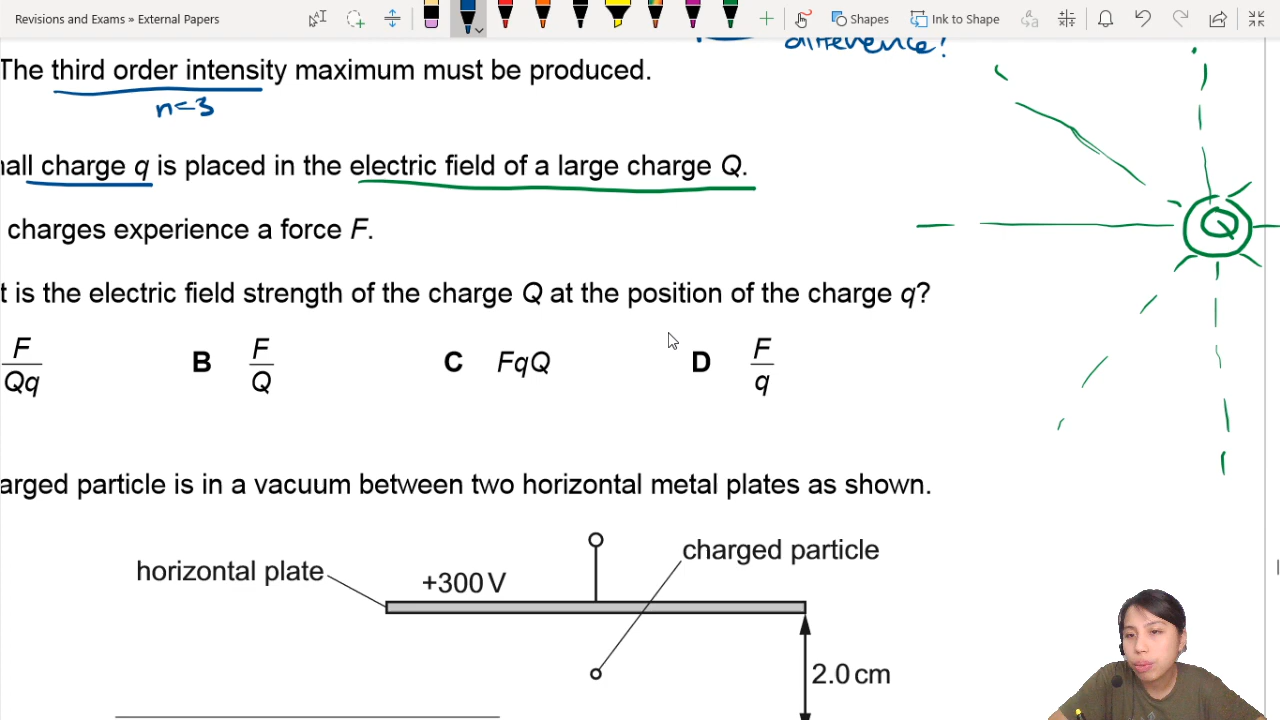 Revisions and Exams » External Papers
Shapes
Ink to Shape
difference?
The third order intensity maximum must be produced.
n=3
nall charge q is placed in the electric field of a large charge Q.
Q
charges experience a force F.
t is the electric field strength of the charge Q at the position of the charge q?
F/Qq B F/Q C FqQ D F/q
arged particle is in a vacuum between two horizontal metal plates as shown.
charged particle
horizontal plate
+300 V
2.0 cm